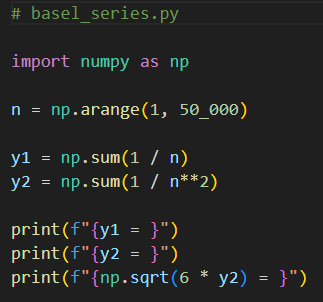 # basel_series.py
import numpy as np
n = np.arange(1, 50_000)
y1 = np.sum(1 / n)
y2 = np.sum(1 / n**2)
print(f"{y1 = }")
print(f"{y2 = }")
print(f"{np.sqrt(6 * y2) = }")